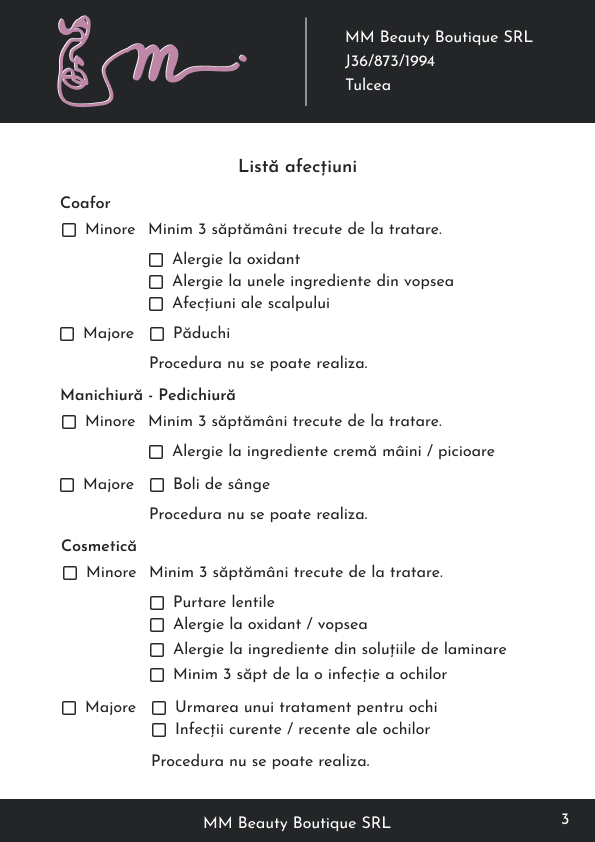 m
MM Beauty Boutique SRL
J36/873/1994
Tulcea
Listă afecțiuni
Coafor
Minore Minim 3 săptămâni trecute de la tratare.
Alergie la oxidant
Alergie la unele ingrediente din vopsea
Afecțiuni ale scalpului
Majore Păduchi
Procedura nu se poate realiza.
Manichiură - Pedichiură
Minore Minim 3 săptămâni trecute de la tratare.
Alergie la ingrediente cremă mâini / picioare
Majore Boli de sânge
Procedura nu se poate realiza.
Cosmetică
Minore Minim 3 săptămâni trecute de la tratare.
Purtare lentile
Alergie la oxidant / vopsea
Alergie la ingrediente din soluțiile de laminare
Minim 3 săpt de la o infecție a ochilor
Majore Urmarea unui tratament pentru ochi
Infecții curente / recente ale ochilor
Procedura nu se poate realiza.
MM Beauty Boutique SRL 3